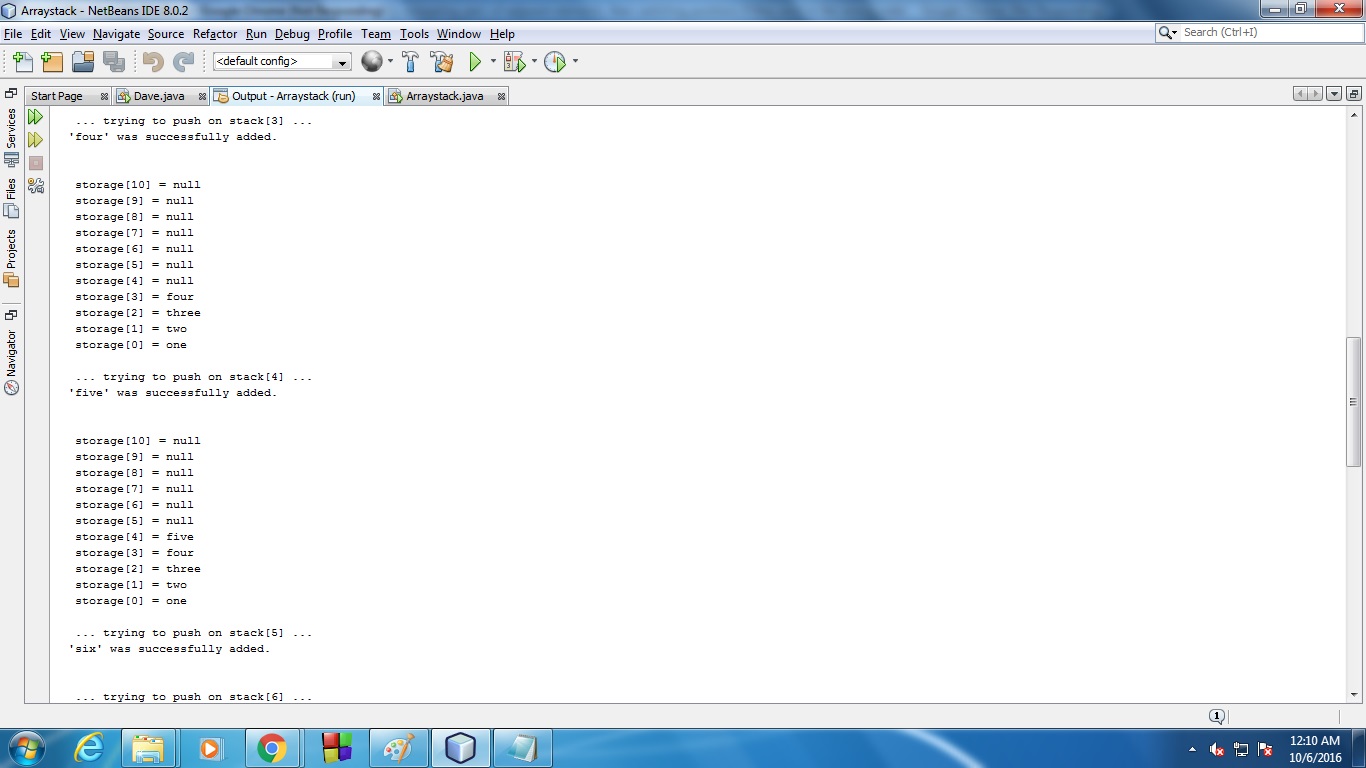 Arraystack - NetBeans IDE 8.0.2
File Edit View Navigate Source Refactor Run Debug Profile Team Tools Window Help
Search (Ctrl+I)
<default config>
Start Page Dave.java Output - Arraystack (run) Arraystack.java
Services
Files
Projects
Navigator
... trying to push on stack[3] ...
'four' was successfully added.
storage[10] = null
storage[9] = null
storage[8] = null
storage[7] = null
storage[6] = null
storage[5] = null
storage[4] = null
storage[3] = four
storage[2] = three
storage[1] = two
storage[0] = one
... trying to push on stack[4] ...
'five' was successfully added.
storage[10] = null
storage[9] = null
storage[8] = null
storage[7] = null
storage[6] = null
storage[5] = null
storage[4] = five
storage[3] = four
storage[2] = three
storage[1] = two
storage[0] = one
... trying to push on stack[5] ...
'six' was successfully added.
... trying to push on stack[6] ...
1
12:10 AM
10/6/2016